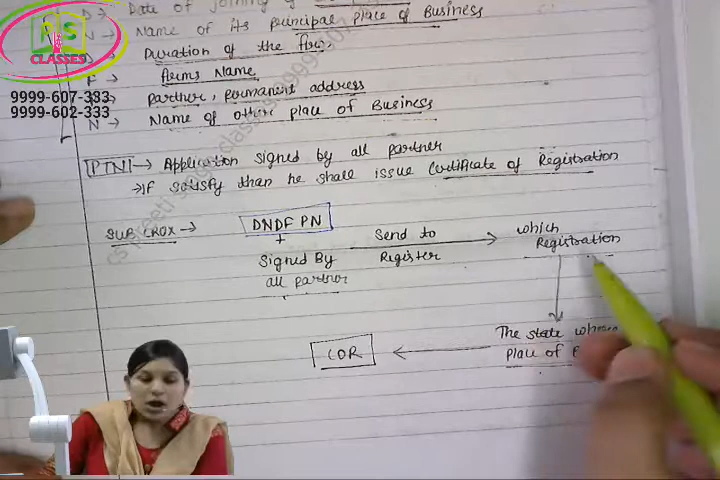 D → Date of joining of
N → Name of its principal place of Business
D → Duration of the firm.
F → Firms Name
P → partner, permanent address
N → Name of other place of Business
PS
CLASSES
9999-607-333
9999-602-333
[PTN] → Application signed by all partner
→ If satisfy than he shall issue Certificate of Registration
SUB CROX →
DNDF PN
+
Signed By
all partner
Send to
Register
which
Registration
The state where
place of
COR